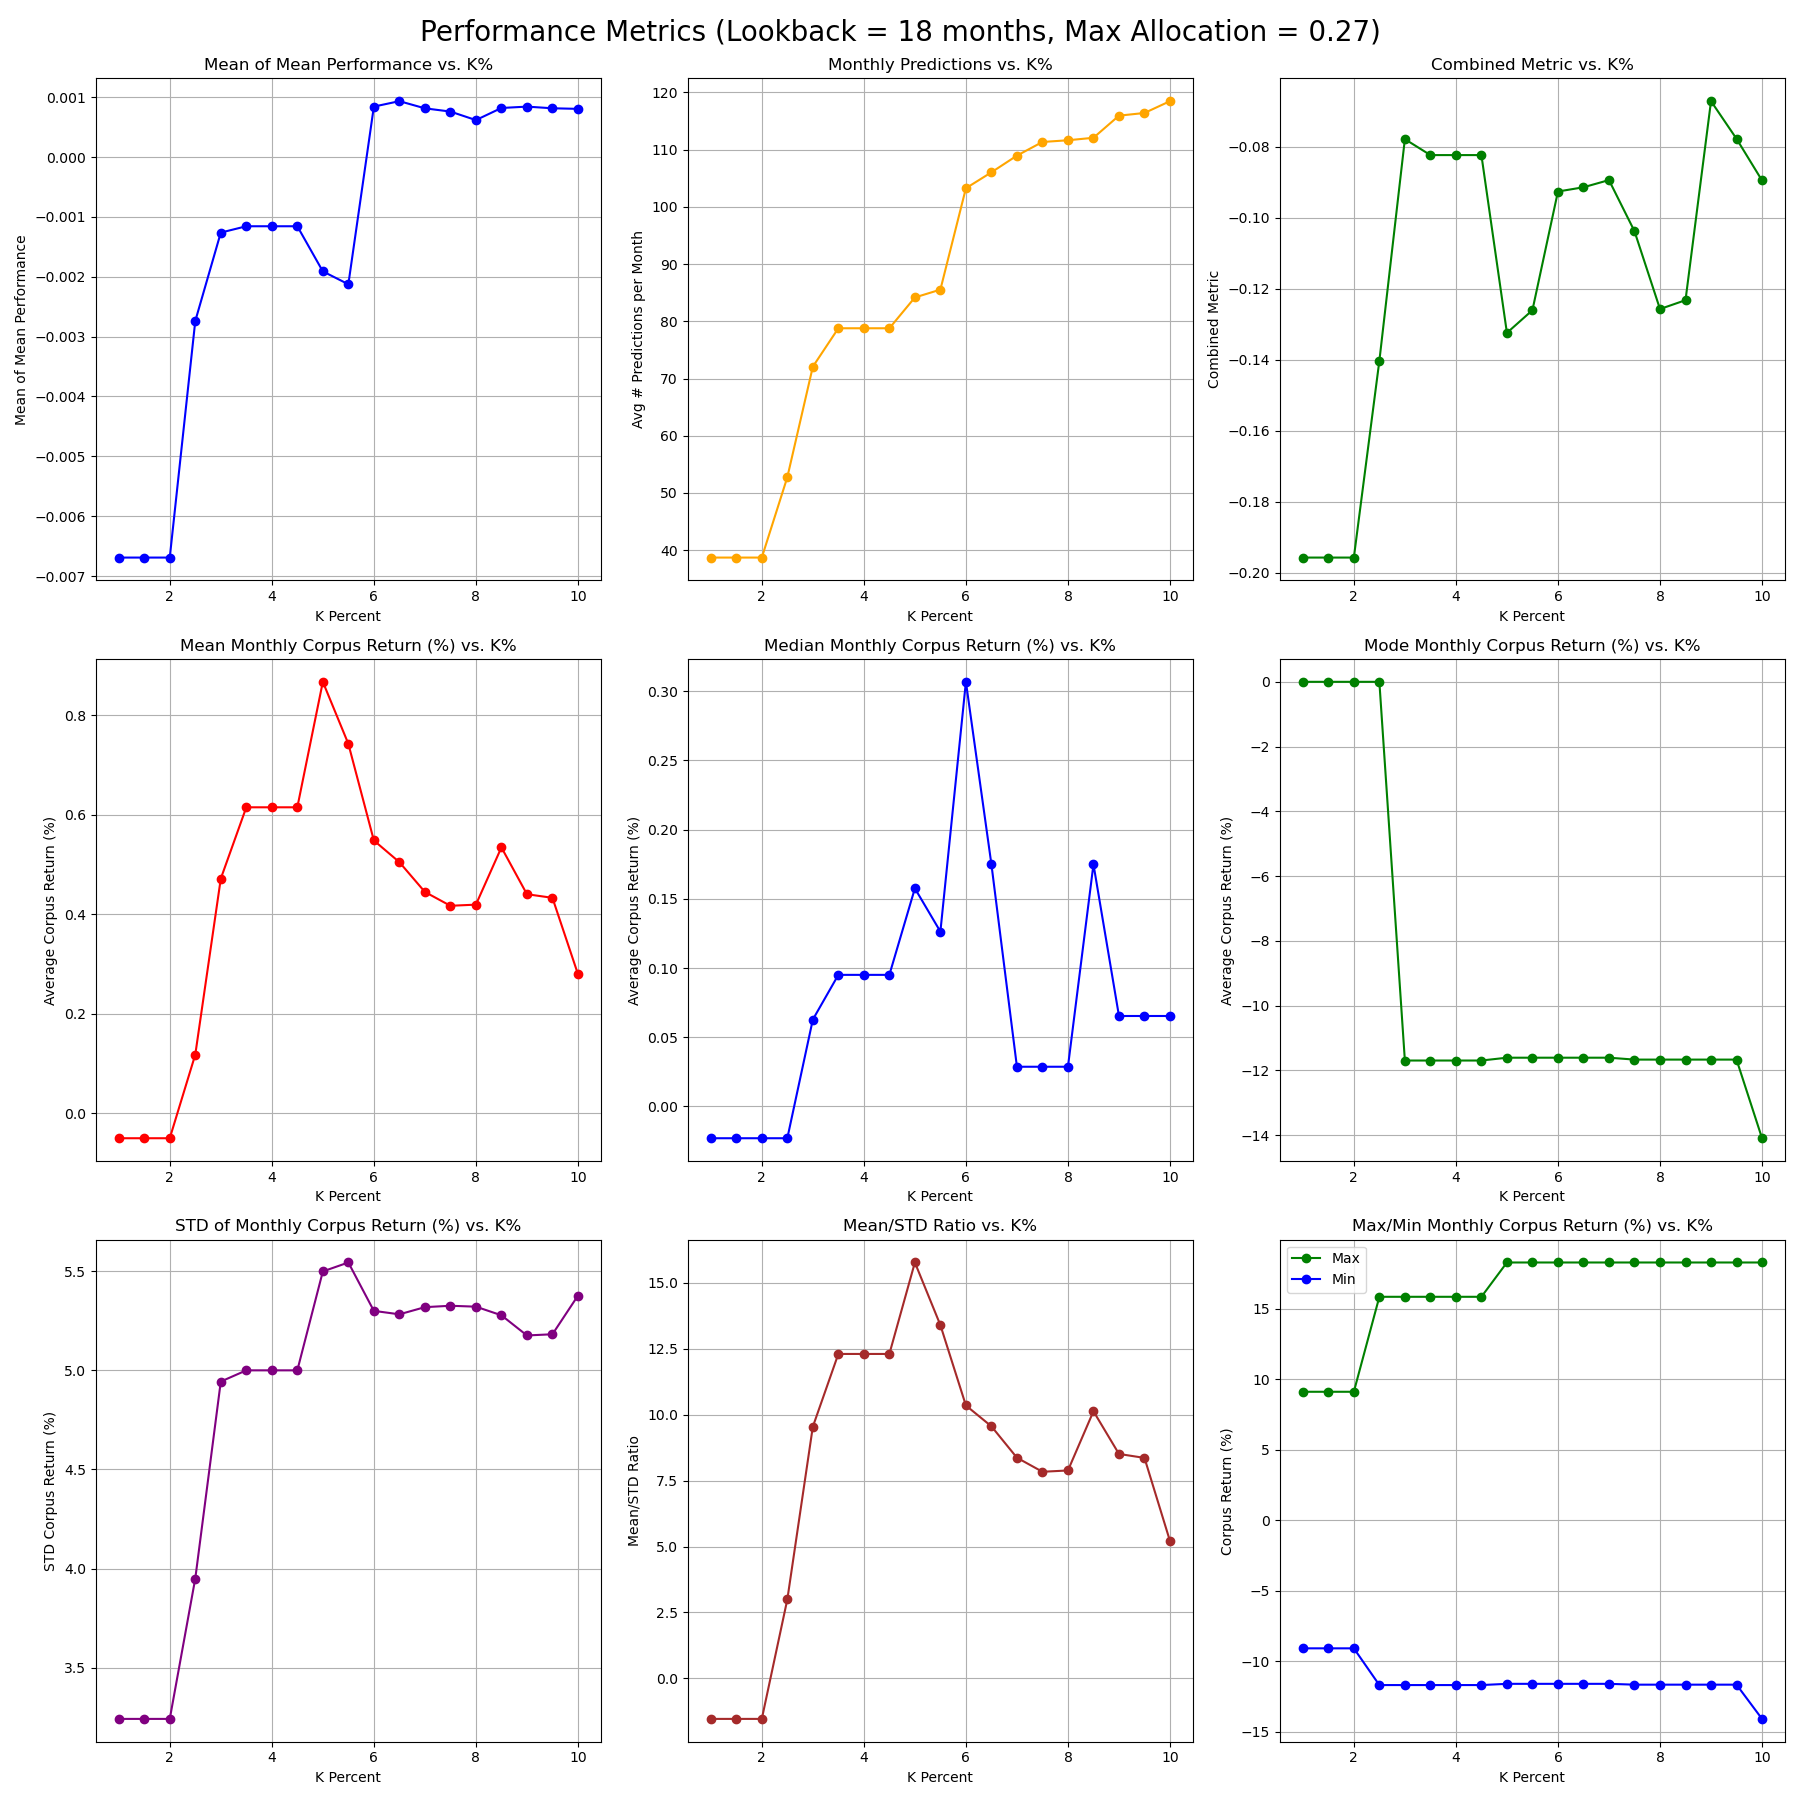 Performance Metrics (Lookback = 18 months, Max Allocation = 0.27)
Mean of Mean Performance vs. K%
Mean of Mean Performance
0.001
0.000
−0.001
−0.002
−0.003
−0.004
−0.005
−0.006
−0.007
2 4 6 8 10
K Percent
Monthly Predictions vs. K%
Avg # Predictions per Month
120
110
100
90
80
70
60
50
40
2 4 6 8 10
K Percent
Combined Metric vs. K%
Combined Metric
−0.08
−0.10
−0.12
−0.14
−0.16
−0.18
−0.20
2 4 6 8 10
K Percent
Mean Monthly Corpus Return (%) vs. K%
Average Corpus Return (%)
0.8
0.6
0.4
0.2
0.0
2 4 6 8 10
K Percent
Median Monthly Corpus Return (%) vs. K%
Average Corpus Return (%)
0.30
0.25
0.20
0.15
0.10
0.05
0.00
2 4 6 8 10
K Percent
Mode Monthly Corpus Return (%) vs. K%
Average Corpus Return (%)
0
−2
−4
−6
−8
−10
−12
−14
2 4 6 8 10
K Percent
STD of Monthly Corpus Return (%) vs. K%
STD Corpus Return (%)
5.5
5.0
4.5
4.0
3.5
2 4 6 8 10
K Percent
Mean/STD Ratio vs. K%
Mean/STD Ratio
15.0
12.5
10.0
7.5
5.0
2.5
0.0
2 4 6 8 10
K Percent
Max/Min Monthly Corpus Return (%) vs. K%
Max
Min
Corpus Return (%)
15
10
5
0
−5
−10
−15
2 4 6 8 10
K Percent